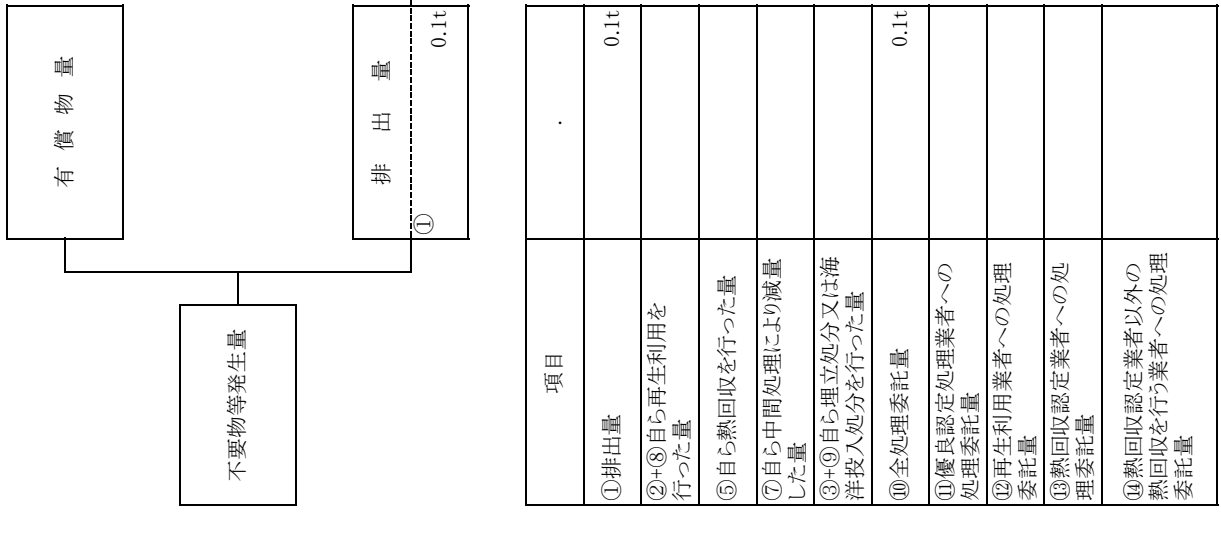 有 償 物 量
不要物等発生量
排 出 量
①
0.1t
項目
.
①排出量
0.1t
②+⑧自ら再生利用を
行った量
⑤自ら熱回収を行った量
⑦自ら中間処理により減量
した量
③+⑨自ら埋立処分又は海
洋投入処分を行った量
⑩全処理委託量
0.1t
⑪優良認定処理業者への
処理委託量
⑫再生利用業者への処理
委託量
⑬熱回収認定業者への処
理委託量
⑭熱回収認定業者以外の
熱回収を行う業者への処理
委託量